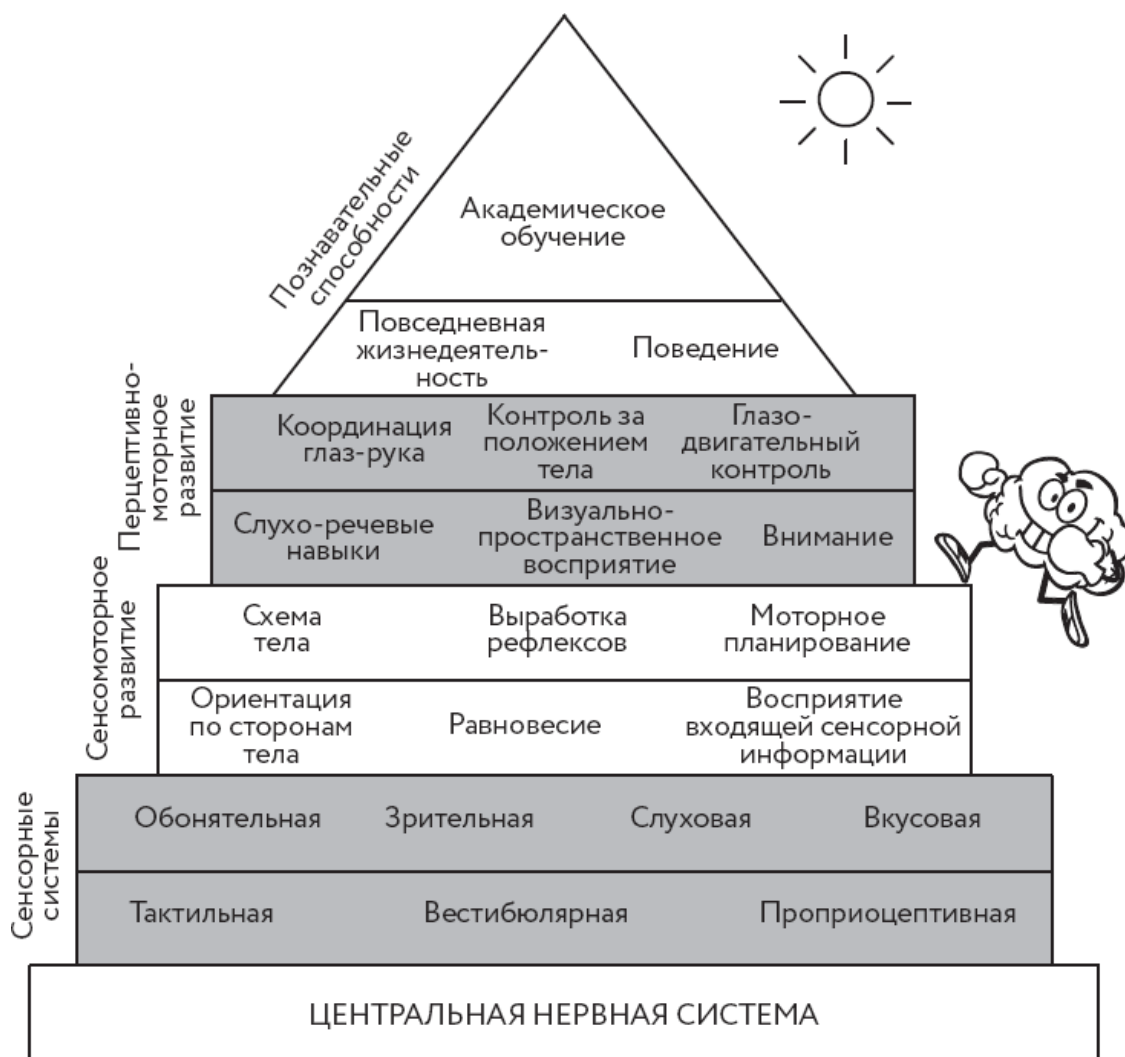 Познавательные
способности
Академическое
обучение
Повседневная
жизнедеятель-
ность
Поведение
Перцептивно-
моторное
развитие
Координация
глаз-рука
Контроль за
положением
тела
Глазо-
двигательный
контроль
Слухо-речевые
навыки
Визуально-
пространственное
восприятие
Внимание
Сенсомоторное
развитие
Схема
тела
Выработка
рефлексов
Моторное
планирование
Ориентация
по сторонам
тела
Равновесие
Восприятие
входящей сенсорной
информации
Сенсорные
системы
Обонятельная
Зрительная
Слуховая
Вкусовая
Тактильная
Вестибюлярная
Проприоцептивная
ЦЕНТРАЛЬНАЯ НЕРВНАЯ СИСТЕМА